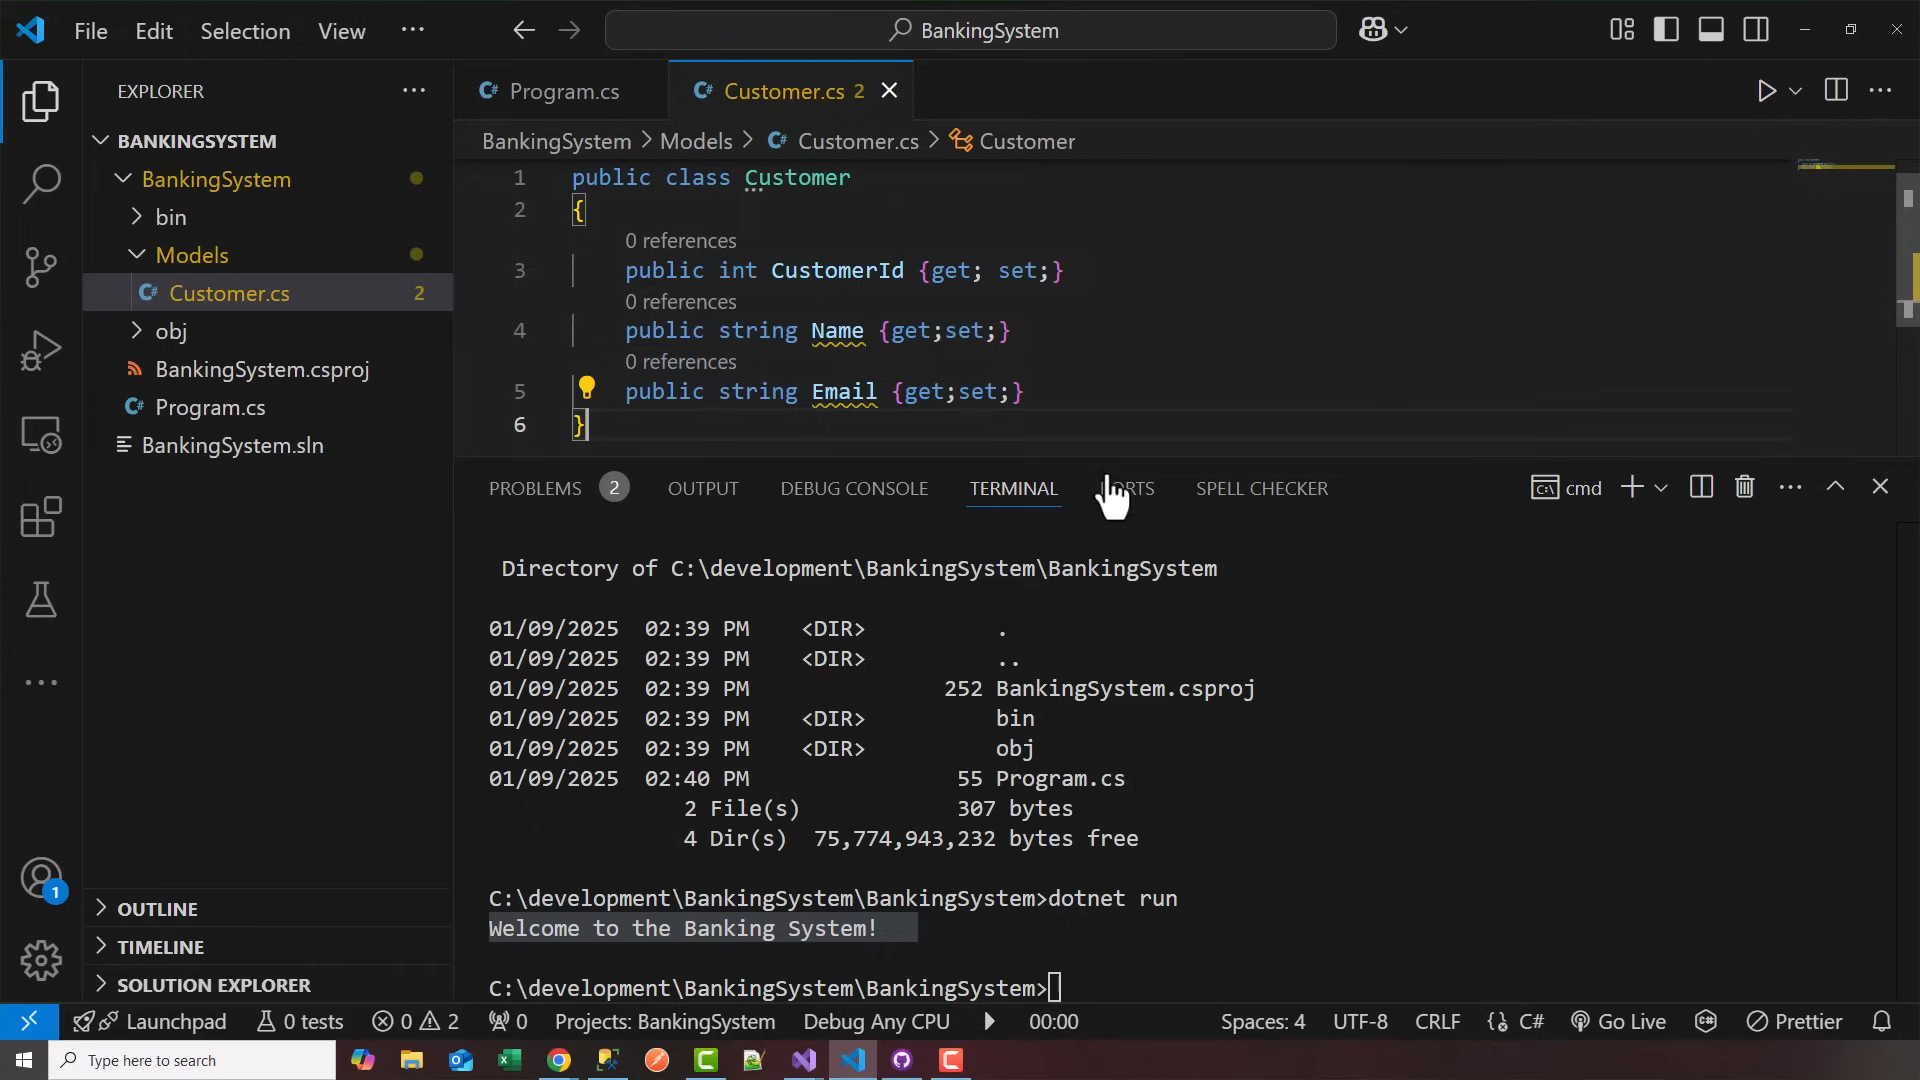 File Edit Selection View ···
BankingSystem
EXPLORER
BANKINGSYSTEM
BankingSystem
bin
Models
Customer.cs 2
obj
BankingSystem.csproj
Program.cs
BankingSystem.sln
OUTLINE
TIMELINE
SOLUTION EXPLORER
1
Program.cs
Customer.cs 2
BankingSystem > Models > Customer.cs > Customer
1 public class Customer
2 {
0 references
3 public int CustomerId {get; set;}
0 references
4 public string Name {get;set;}
0 references
5 public string Email {get;set;}
6 }
PROBLEMS 2 OUTPUT DEBUG CONSOLE TERMINAL SPELL CHECKER
cmd
Directory of C:\development\BankingSystem\BankingSystem
01/09/2025 02:39 PM <DIR> .
01/09/2025 02:39 PM <DIR> ..
01/09/2025 02:39 PM 252 BankingSystem.csproj
01/09/2025 02:39 PM <DIR> bin
01/09/2025 02:39 PM <DIR> obj
01/09/2025 02:40 PM 55 Program.cs
2 File(s) 307 bytes
4 Dir(s) 75,774,943,232 bytes free
C:\development\BankingSystem\BankingSystem>dotnet run
Welcome to the Banking System!
C:\development\BankingSystem\BankingSystem>
Launchpad 0 tests 0 2 0 Projects: BankingSystem Debug Any CPU 00:00 Spaces: 4 UTF-8 CRLF {} C# Go Live Prettier
Type here to search